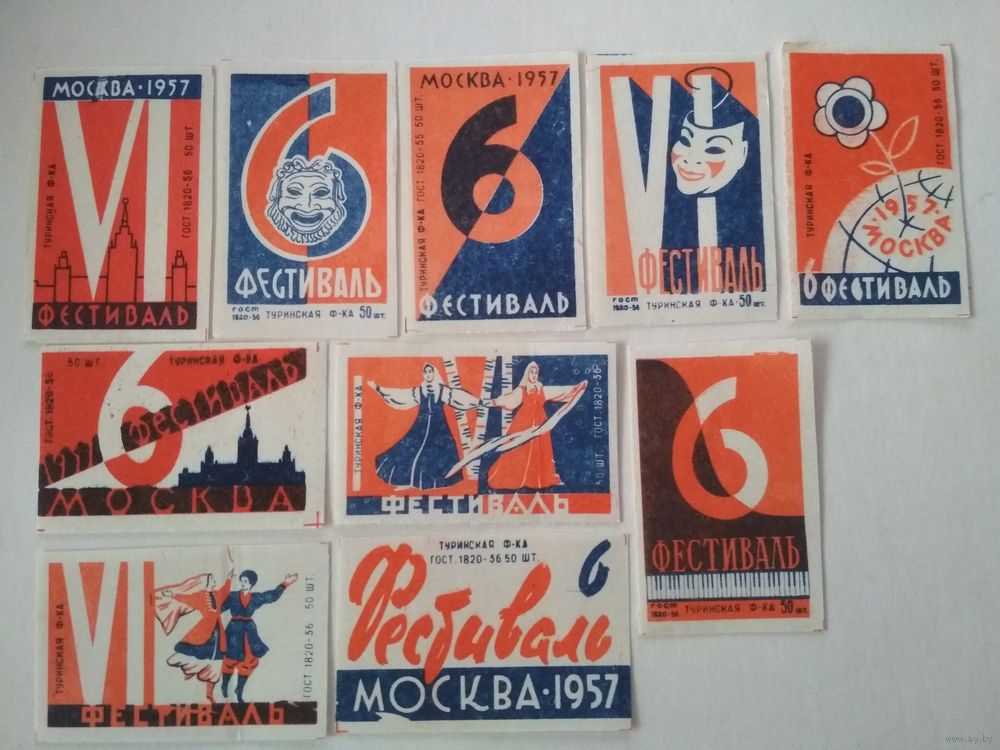 МОСКВА·1957
VI
ТУРИНСКАЯ Ф-КА
ГОСТ.1820-56 50 ШТ.
ФЕСТИВАЛЬ
6
ФЕСТИВАЛЬ
гост 1820-56 ТУРИНСКАЯ Ф-КА 50 шт.
МОСКВА·1957
6
ТУРИНСКАЯ Ф-КА ГОСТ 1820-56 50 ШТ.
ФЕСТИВАЛЬ
VI
ФЕСТИВАЛЬ
гост 1820-56 ТУРИНСКАЯ Ф-КА·50 шт.
ТУРИНСКАЯ Ф-КА
ГОСТ.1820-56 50 ШТ.
·1957·
МОСКВА
6 ФЕСТИВАЛЬ
50 ШТ. ТУРИНСКАЯ Ф-КА
ГОСТ.1820-56
6
1957 ФЕСТИВАЛЬ
МОСКВА
VI
ТУРИНСКАЯ Ф-КА
50 ШТ. ГОСТ.1820-56
ФЕСТИВАЛЬ
6
ФЕСТИВАЛЬ
гост 1820-56 ТУРИНСКАЯ Ф-КА 50 шт.
VI
ТУРИНСКАЯ Ф-КА
ГОСТ 1820-56 50 ШТ.
ФЕСТИВАЛЬ
ТУРИНСКАЯ Ф-КА
ГОСТ.1820-56 50 ШТ.
6
Фестиваль
МОСКВА·1957
www.ay.by